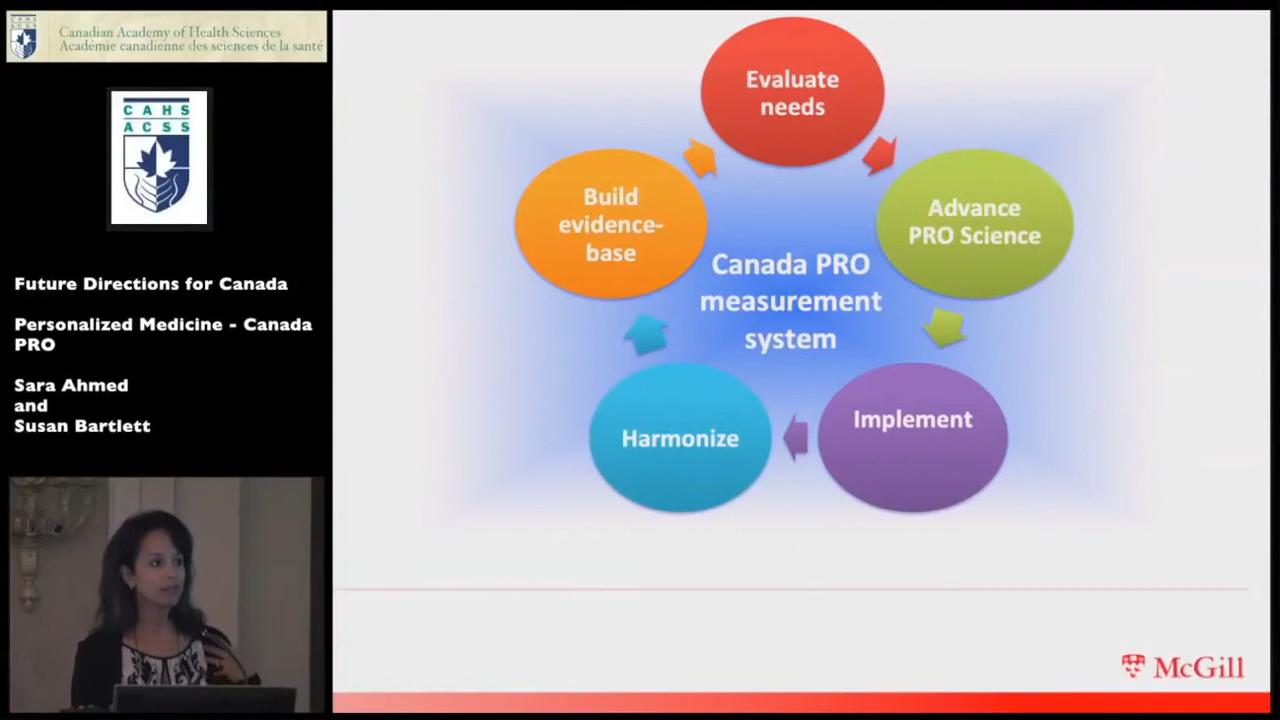 Canadian Academy of Health Sciences
Académie canadienne des sciences de la santé
CAHS
ACSS
Future Directions for Canada
Personalized Medicine - Canada
PRO
Sara Ahmed
and
Susan Bartlett
Evaluate
needs
Advance
PRO Science
Implement
Harmonize
Build
evidence-
base
Canada PRO
measurement
system
McGill